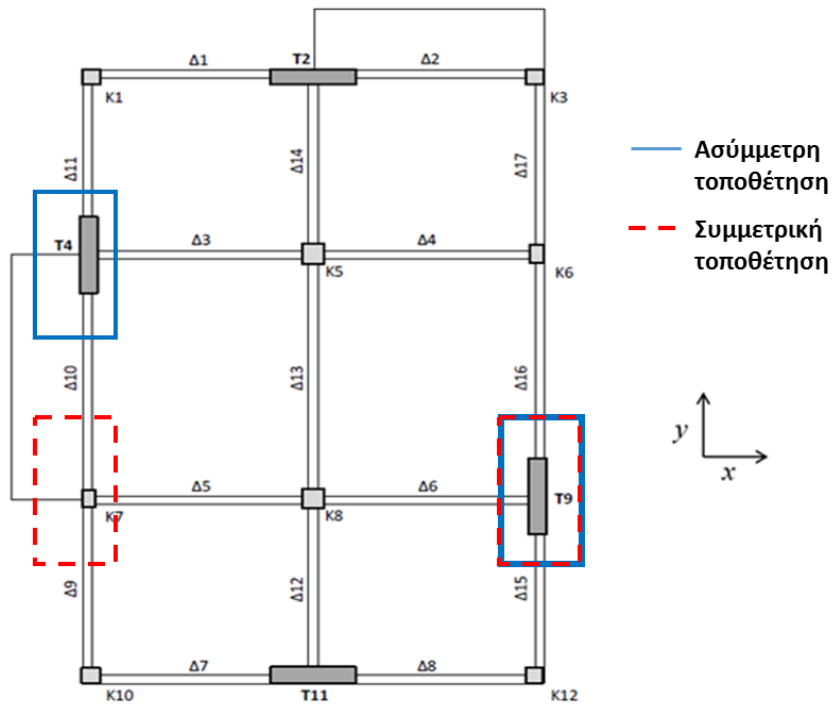 Δ1
T2
Δ2
K1
K3
Δ11
Δ14
Δ17
Ασύμμετρη
τοποθέτηση
Συμμετρική
τοποθέτηση
T4
Δ3
Δ4
K5
K6
Δ10
Δ13
Δ16
y
x
Δ5
Δ6
T9
K7
K8
Δ9
Δ12
Δ15
Δ7
Δ8
K10
T11
K12